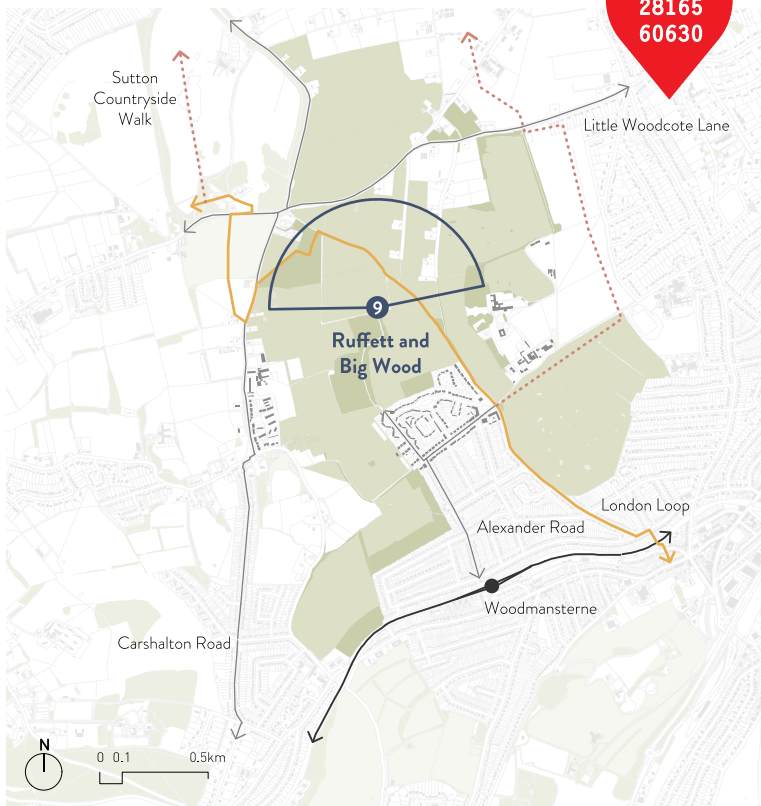 28165
60630
Sutton
Countryside
Walk
Little Woodcote Lane
9
Ruffett and
Big Wood
London Loop
Alexander Road
Woodmansterne
Carshalton Road
N
0 0.1 0.5km